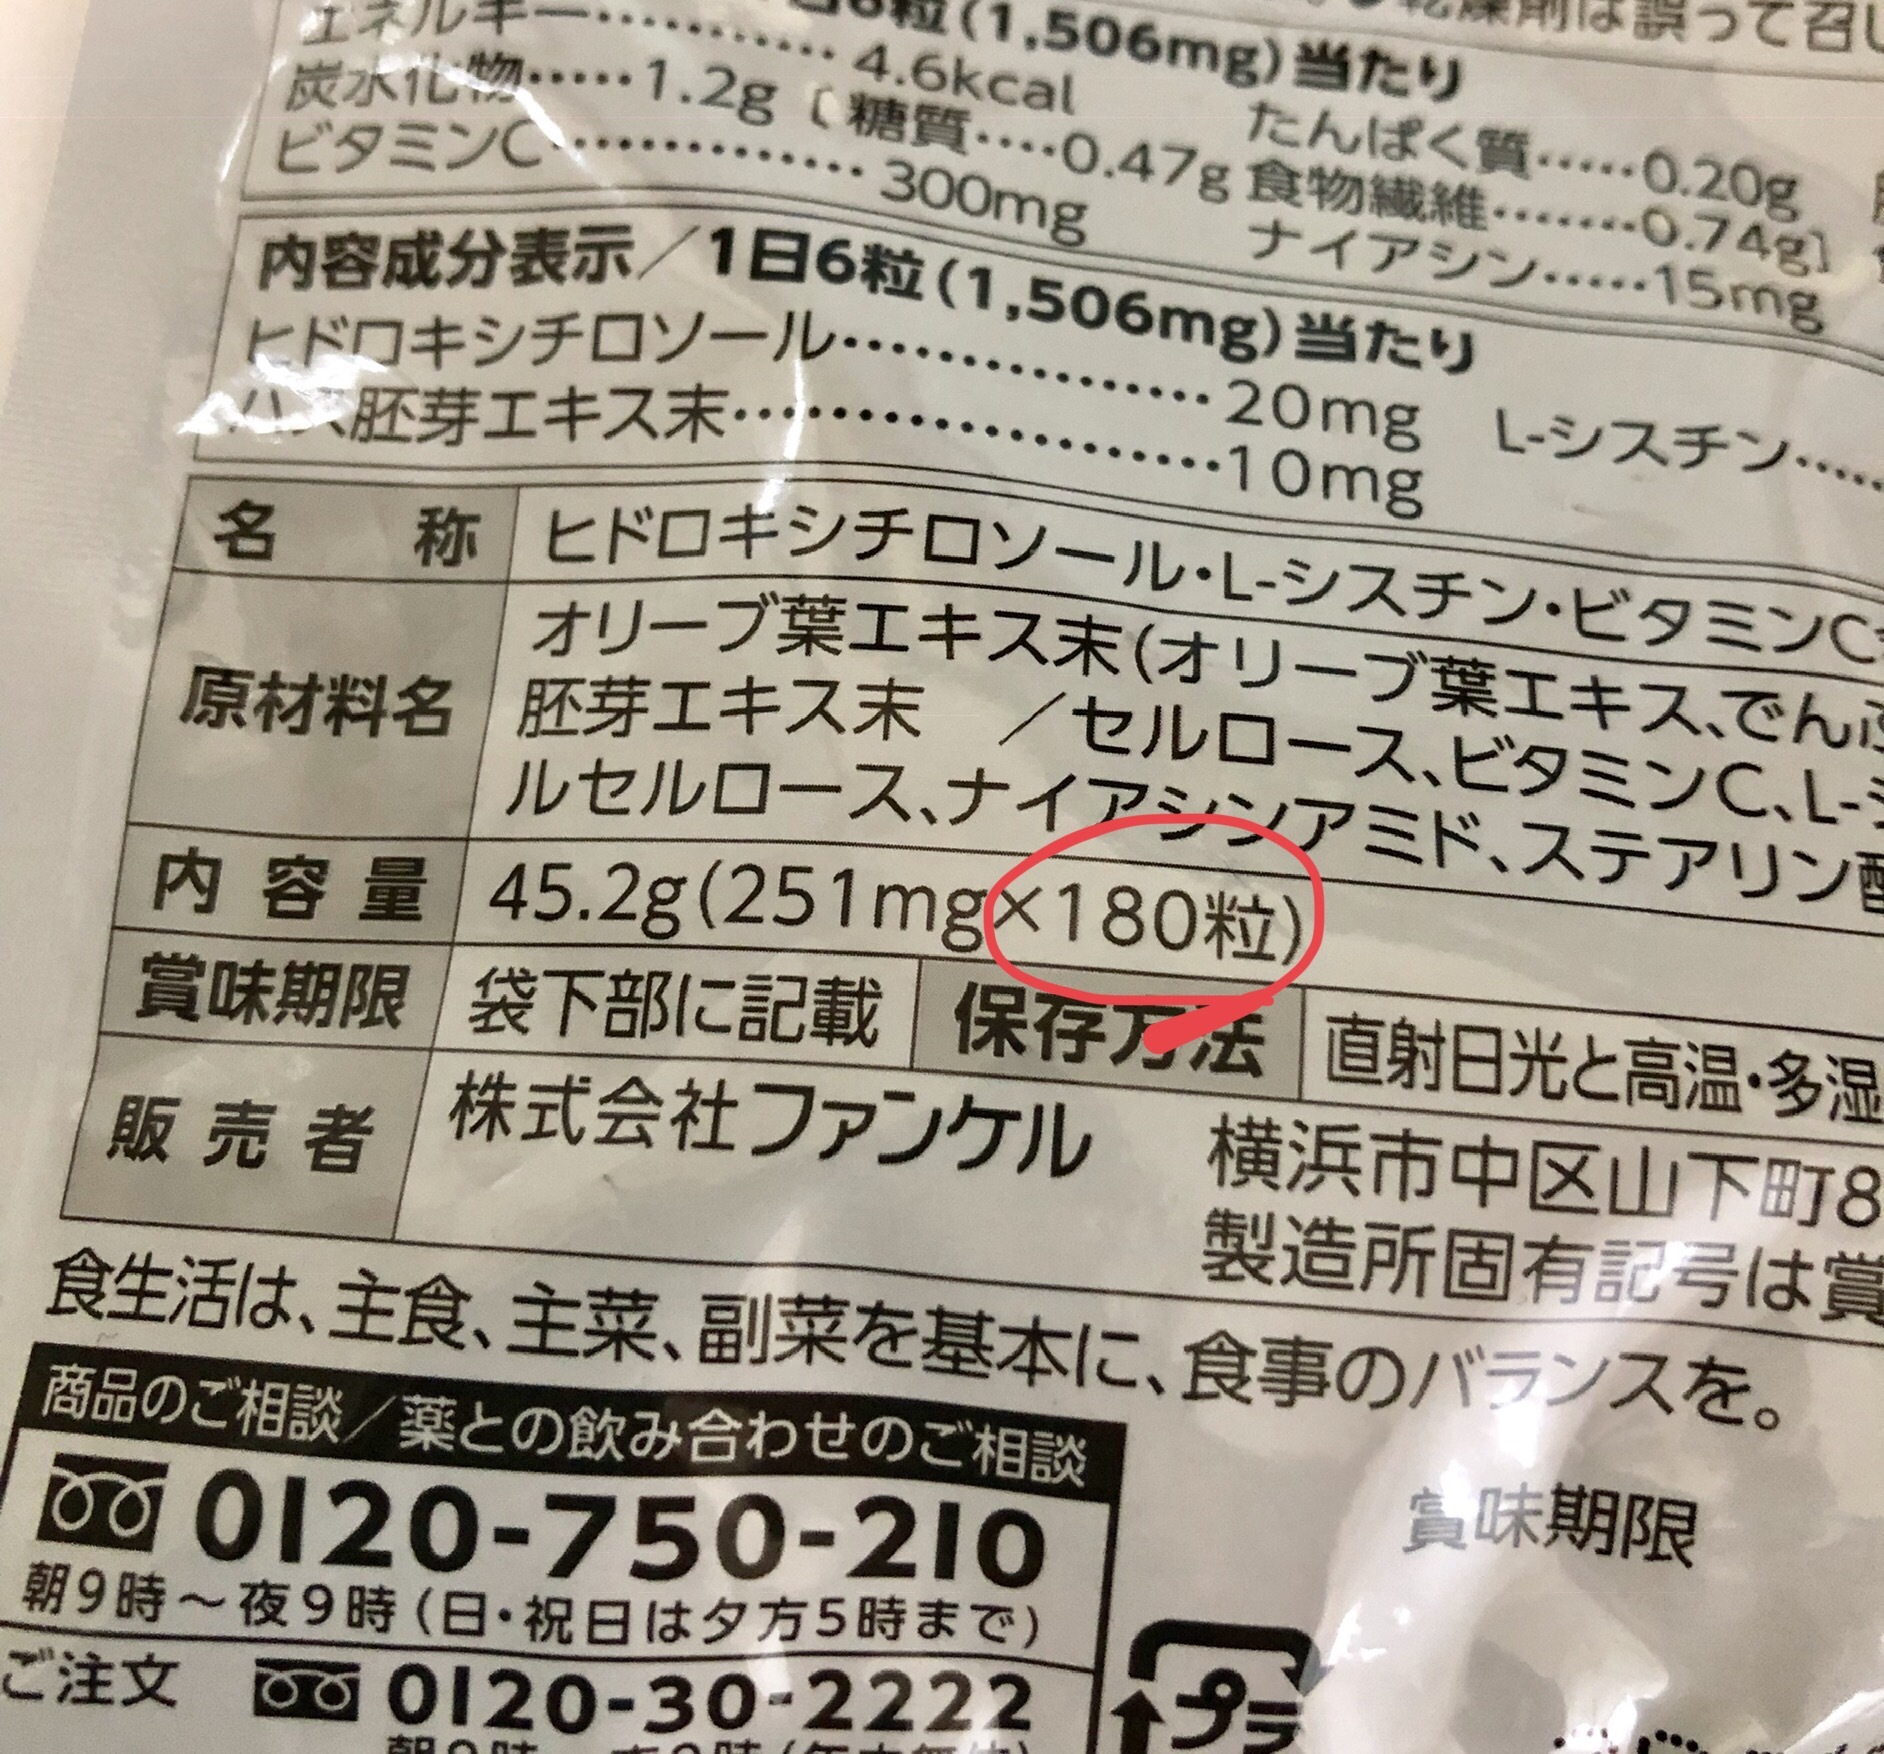 乾燥剤は誤って召し
日6粒(1,506mg)当たり
エネルギー…………4.6kcal たんぱく質……0.20g
炭水化物……1.2g〔糖質……0.47g 食物繊維……0.74g〕
ビタミンC……………300mg ナイアシン……15mg
内容成分表示／1日6粒(1,506mg)当たり
ヒドロキシチロソール……………20mg L-シスチン……
ハス胚芽エキス末……………10mg
名 称 ヒドロキシチロソール・L-シスチン・ビタミンC
原材料名 オリーブ葉エキス末(オリーブ葉エキス、でん
胚芽エキス末 ／セルロース、ビタミンC、L-
ルセルロース、ナイアシンアミド、ステアリン酸
内容量 45.2g(251mg×180粒)
賞味期限 袋下部に記載 保存方法 直射日光と高温・多湿
販売者 株式会社ファンケル 横浜市中区山下町8
製造所固有記号は賞
食生活は、主食、主菜、副菜を基本に、食事のバランスを。
商品のご相談／薬との飲み合わせのご相談
0120-750-210
朝9時～夜9時(日・祝日は夕方5時まで)
賞味期限
ご注文 0120-30-2222
プラ